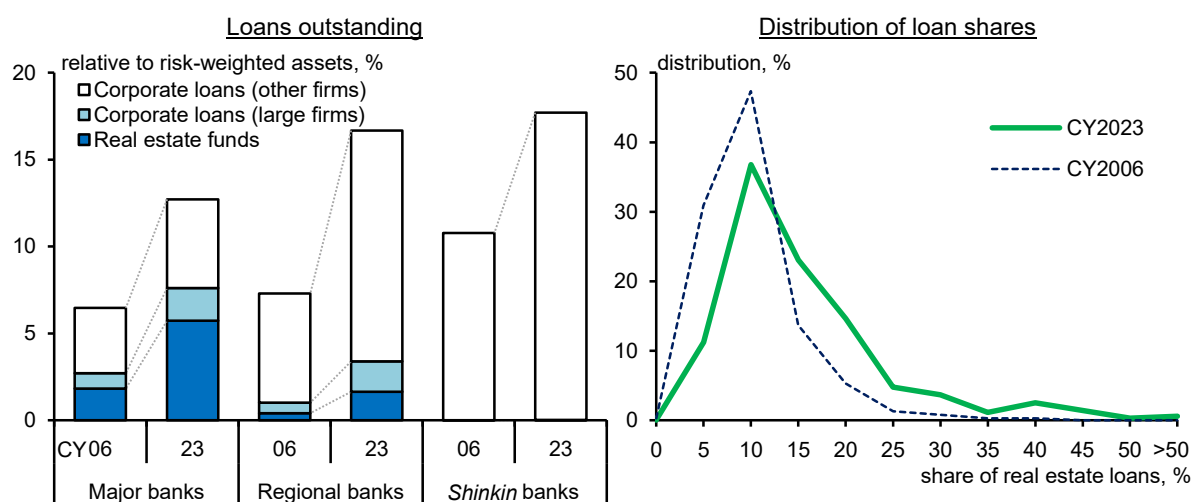 Loans outstanding
relative to risk-weighted assets, %
20
15
10
5
0
Corporate loans (other firms)
Corporate loans (large firms)
Real estate funds
CY06 23 06 23 06 23
Major banks Regional banks Shinkin banks
Distribution of loan shares
distribution, %
50
40
30
20
10
0
CY2023
CY2006
0 5 10 15 20 25 30 35 40 45 50 >50
share of real estate loans, %